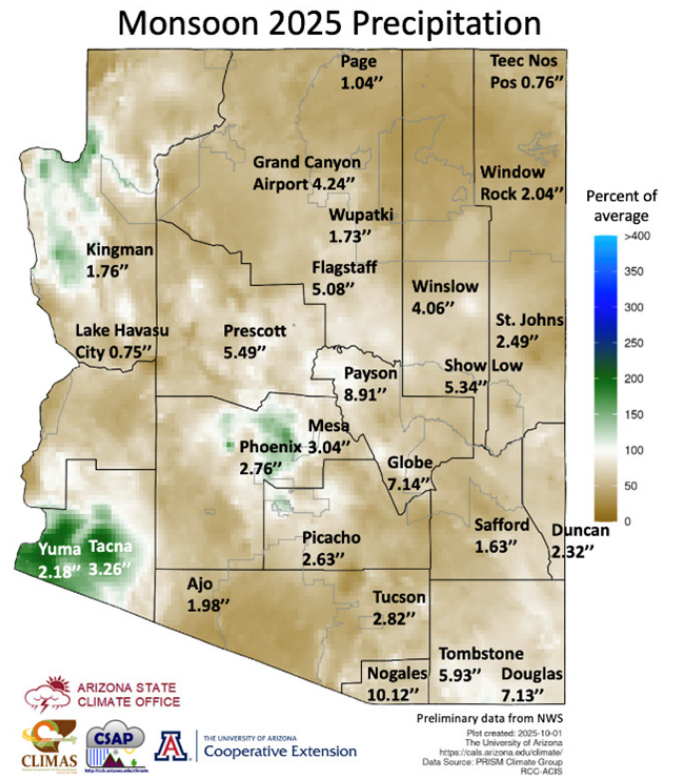 Monsoon 2025 Precipitation
Page
1.04”
Teec Nos
Pos 0.76”
Grand Canyon
Airport 4.24”
Window
Rock 2.04”
Wupatki
1.73”
Kingman
1.76”
Flagstaff
5.08”
Winslow
4.06”
St. Johns
2.49”
Lake Havasu
City 0.75”
Prescott
5.49”
Payson
8.91”
Show Low
5.34”
Mesa
3.04”
Phoenix
2.76”
Globe
7.14”
Yuma
2.18”
Tacna
3.26”
Picacho
2.63”
Safford
1.63”
Duncan
2.32”
Ajo
1.98”
Tucson
2.82”
Tombstone
5.93”
Nogales
10.12”
Douglas
7.13”
Percent of
average
>400
350
300
250
200
150
100
50
0
ARIZONA STATE
CLIMATE OFFICE
CLIMAS
CSAP
A
THE UNIVERSITY OF ARIZONA
Cooperative Extension
Preliminary data from NWS
Plot created: 2025-10-01
The University of Arizona
https://cals.arizona.edu/climate/
Data Source: PRISM Climate Group
RCC-ACIS